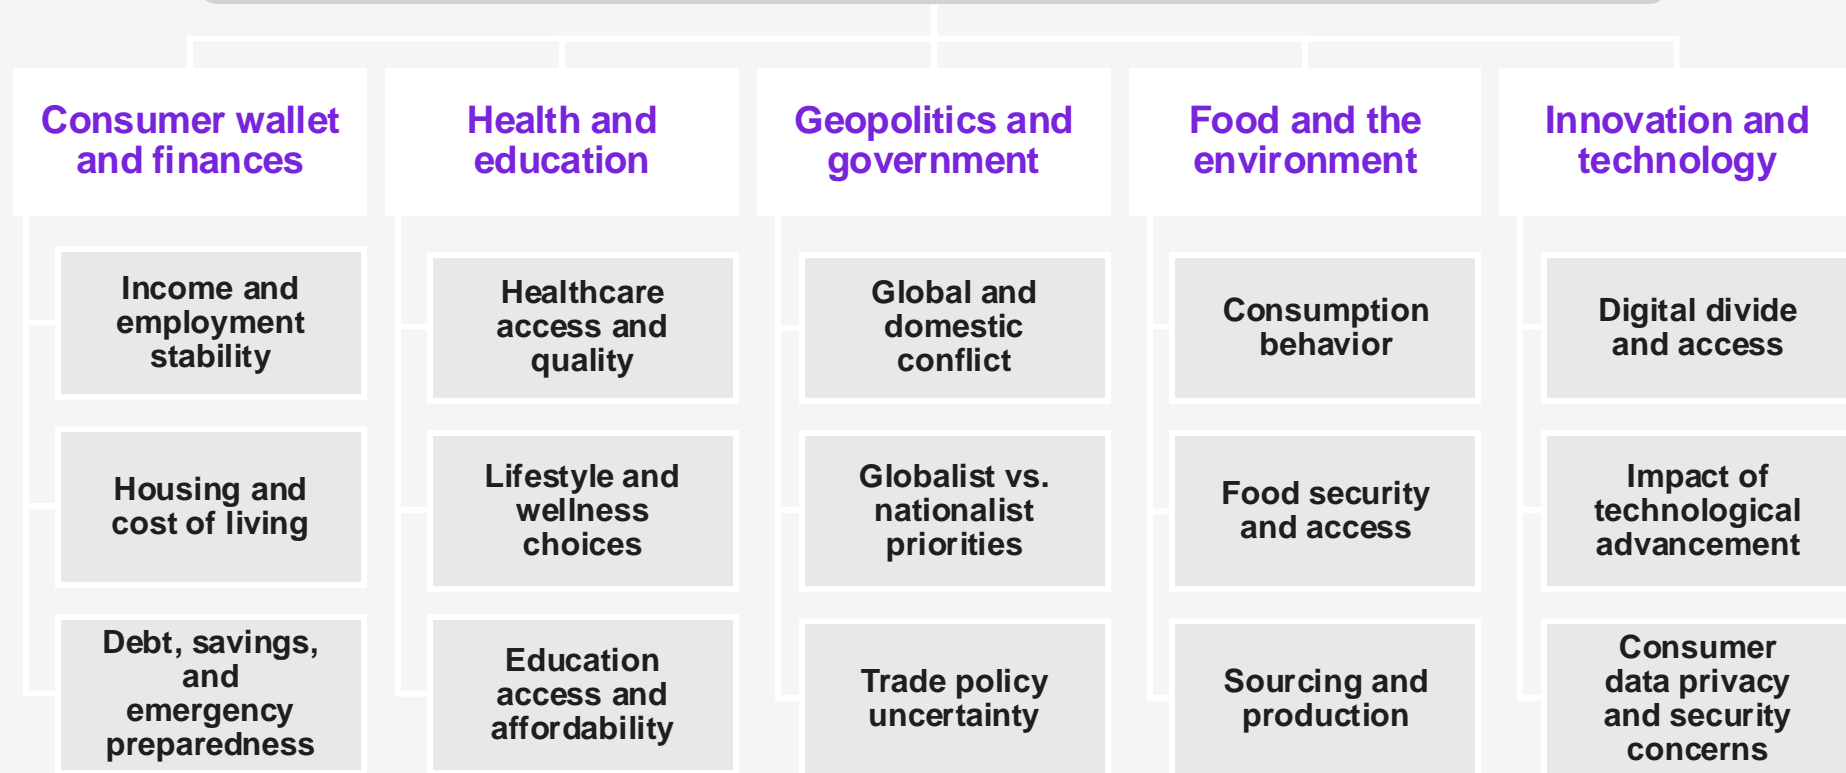 Consumer wallet
and finances
Health and
education
Geopolitics and
government
Food and the
environment
Innovation and
technology
Income and
employment
stability
Healthcare
access and
quality
Global and
domestic
conflict
Consumption
behavior
Digital divide
and access
Housing and
cost of living
Lifestyle and
wellness
choices
Globalist vs.
nationalist
priorities
Food security
and access
Impact of
technological
advancement
Debt, savings,
and
emergency
preparedness
Education
access and
affordability
Trade policy
uncertainty
Sourcing and
production
Consumer
data privacy
and security
concerns